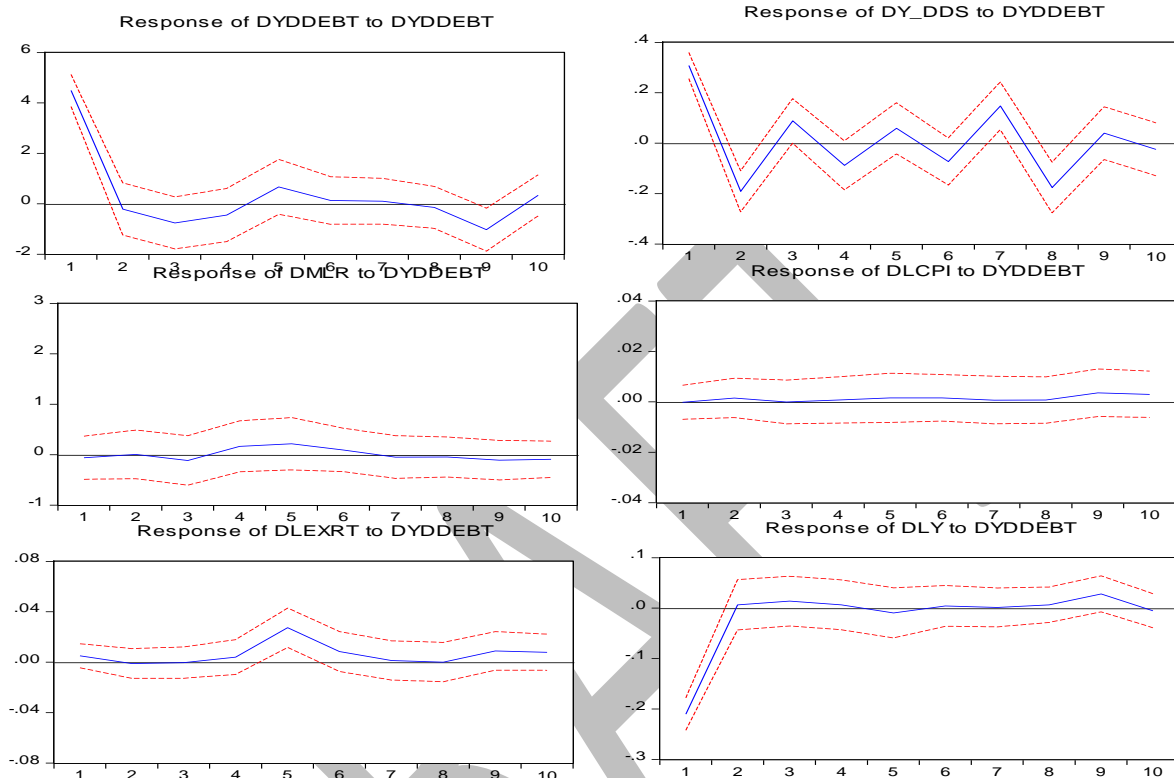 Response of DYDDEBT to DYDDEBT
6
4
2
0
-2
1 2 3 4 5 6 7 8 9 10
Response of DY_DDS to DYDDEBT
.4
.2
.0
-.2
-.4
1 2 3 4 5 6 7 8 9 10
Response of DMLR to DYDDEBT
3
2
1
0
-1
1 2 3 4 5 6 7 8 9 10
Response of DLCPI to DYDDEBT
.04
.02
.00
-.02
-.04
1 2 3 4 5 6 7 8 9 10
Response of DLEXRT to DYDDEBT
.08
.04
.00
-.04
-.08
1 2 3 4 5 6 7 8 9 10
Response of DLY to DYDDEBT
.1
.0
-.1
-.2
-.3
1 2 3 4 5 6 7 8 9 10